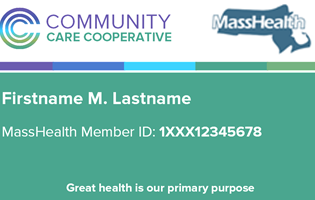 COMMUNITY
CARE COOPERATIVE
MassHealth
Firstname M. Lastname
MassHealth Member ID: 1XXX12345678
Great health is our primary purpose